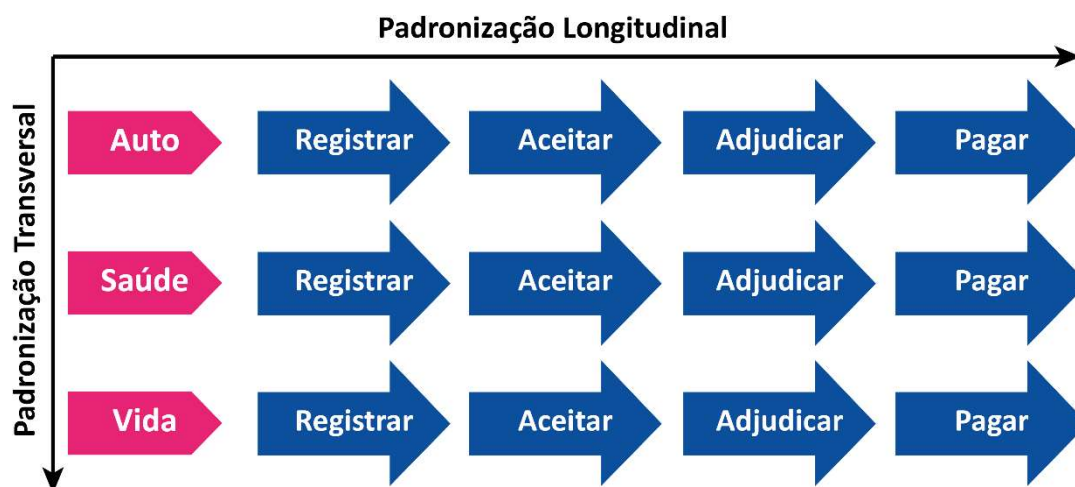 Padronização Longitudinal
Padronização Transversal
Auto
Registrar
Aceitar
Adjudicar
Pagar
Saúde
Registrar
Aceitar
Adjudicar
Pagar
Vida
Registrar
Aceitar
Adjudicar
Pagar